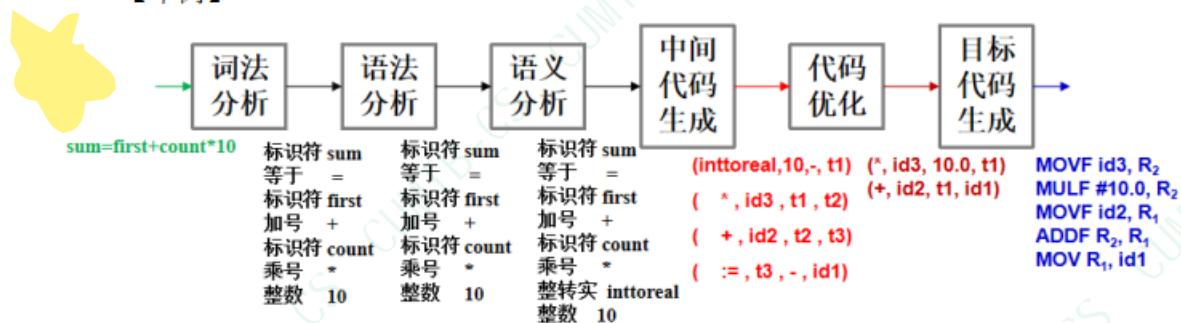 词法
分析
语法
分析
语义
分析
中间
代码
生成
代码
优化
目标
代码
生成
sum=first+count*10
标识符 sum
等于 =
标识符 first
加号 +
标识符 count
乘号 *
整数 10
标识符 sum
等于 =
标识符 first
加号 +
标识符 count
乘号 *
整数 10
标识符 sum
等于 =
标识符 first
加号 +
标识符 count
乘号 *
整转实 inttoreal
整数 10
(inttoreal,10,-, t1)
( * , id3 , t1 , t2)
( + , id2 , t2 , t3)
( := , t3 , - , id1)
(*, id3, 10.0, t1)
(+, id2, t1, id1)
MOVF id3, R₂
MULF #10.0, R₂
MOVF id2, R₁
ADDF R₂, R₁
MOV R₁, id1